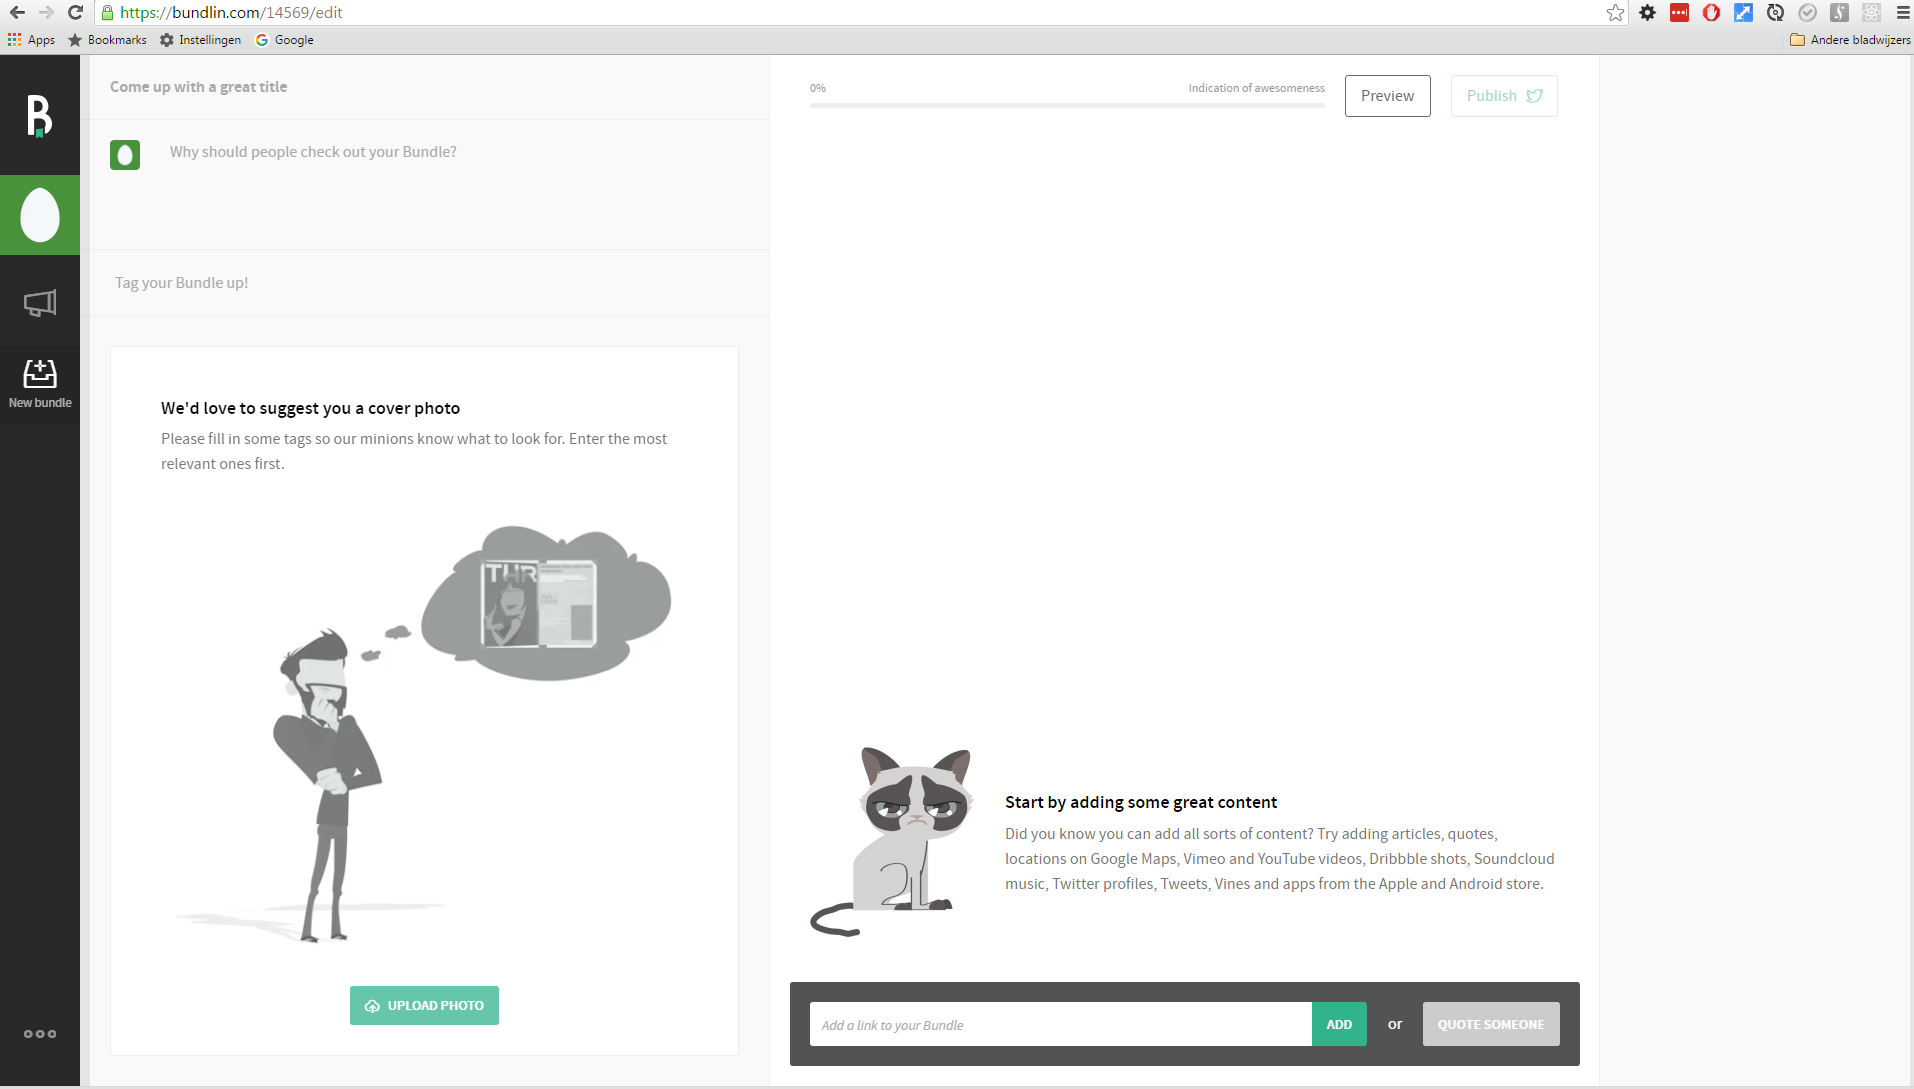 https://bundlin.com/14569/edit
Apps Bookmarks Instellingen Google Andere bladwijzers
B
New bundle
Come up with a great title
Why should people check out your Bundle?
Tag your Bundle up!
We'd love to suggest you a cover photo
Please fill in some tags so our minions know what to look for. Enter the most
relevant ones first.
THR
UPLOAD PHOTO
0% Indication of awesomeness
Preview
Publish
Start by adding some great content
Did you know you can add all sorts of content? Try adding articles, quotes,
locations on Google Maps, Vimeo and YouTube videos, Dribbble shots, Soundcloud
music, Twitter profiles, Tweets, Vines and apps from the Apple and Android store.
Add a link to your Bundle ADD or QUOTE SOMEONE